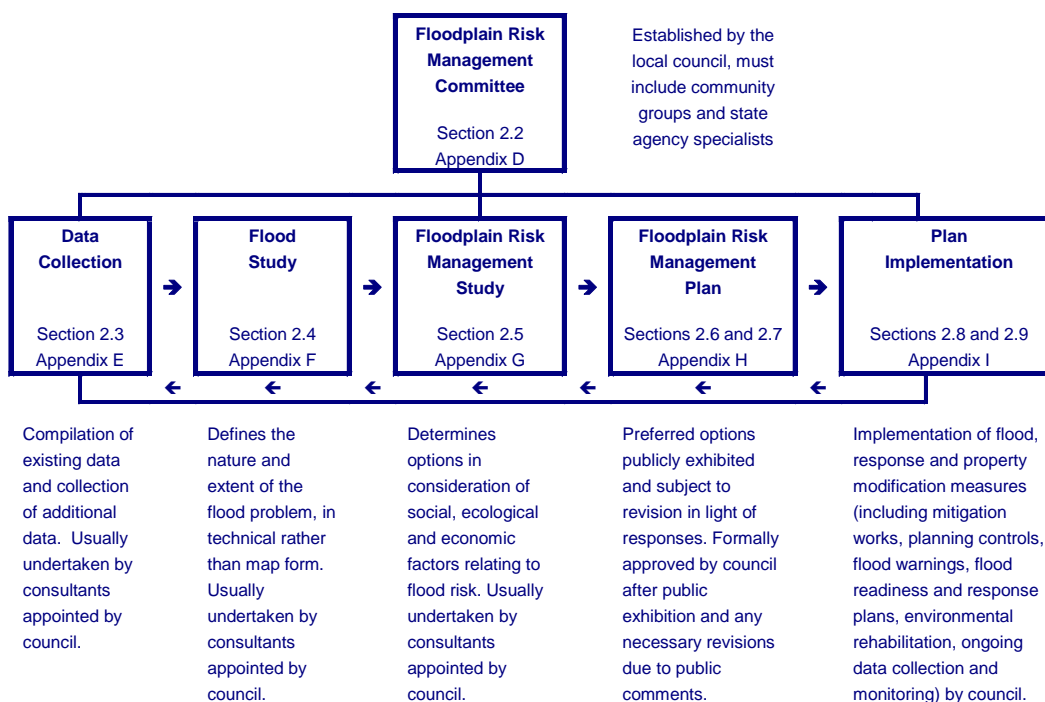 Floodplain Risk
Management
Committee
Section 2.2
Appendix D
Established by the
local council, must
include community
groups and state
agency specialists
Data
Collection
Section 2.3
Appendix E
Flood
Study
Section 2.4
Appendix F
Floodplain Risk
Management
Study
Section 2.5
Appendix G
Floodplain Risk
Management
Plan
Sections 2.6 and 2.7
Appendix H
Plan
Implementation
Sections 2.8 and 2.9
Appendix I
Compilation of
existing data
and collection
of additional
data.  Usually
undertaken by
consultants
appointed by
council.
Defines the
nature and
extent of the
flood problem, in
technical rather
than map form.
Usually
undertaken by
consultants
appointed by
council.
Determines
options in
consideration of
social, ecological
and economic
factors relating to
flood risk. Usually
undertaken by
consultants
appointed by
council.
Preferred options
publicly exhibited
and subject to
revision in light of
responses. Formally
approved by council
after public
exhibition and any
necessary revisions
due to public
comments.
Implementation of flood,
response and property
modification measures
(including mitigation
works, planning controls,
flood warnings, flood
readiness and response
plans, environmental
rehabilitation, ongoing
data collection and
monitoring) by council.